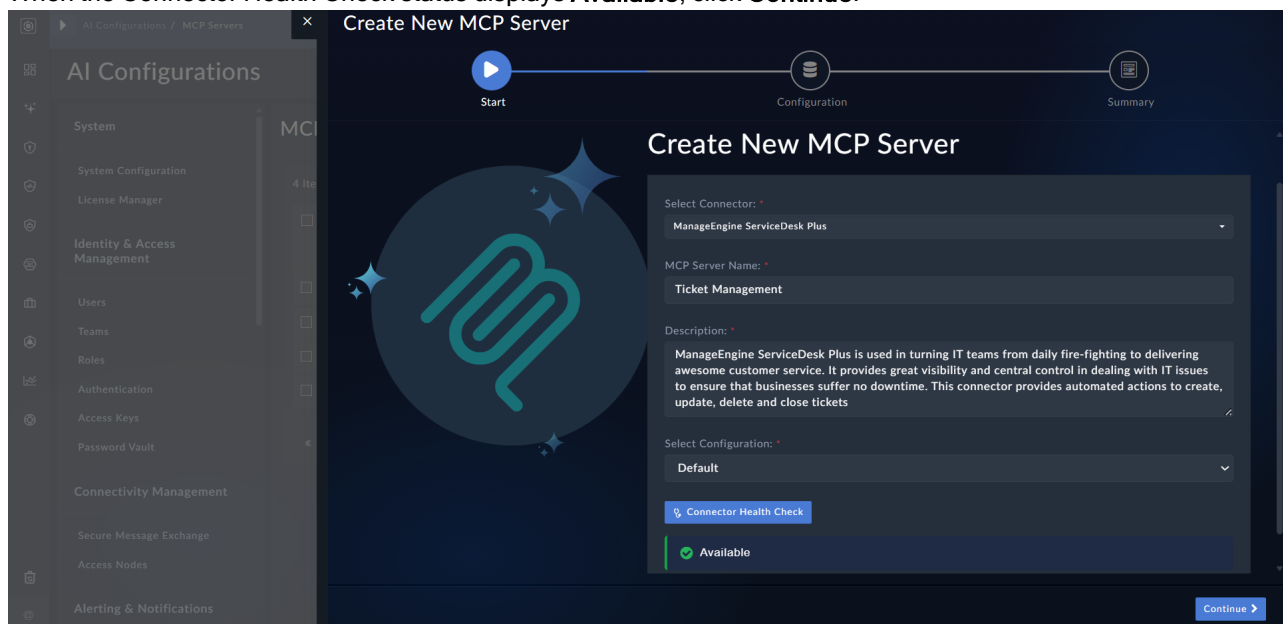 When the Connector Health Check status displays Available, click Continue.
AI Configurations / MCP Servers
×
Create New MCP Server
AI Configurations
Start
Configuration
Summary
System
MCP
System Configuration
4 Ite
License Manager
Identity & Access
Management
Users
Teams
Roles
Authentication
Access Keys
Password Vault
Connectivity Management
Secure Message Exchange
Access Nodes
Alerting & Notifications
Create New MCP Server
Select Connector: *
ManageEngine ServiceDesk Plus
MCP Server Name: *
Ticket Management
Description: *
ManageEngine ServiceDesk Plus is used in turning IT teams from daily fire-fighting to delivering
awesome customer service. It provides great visibility and central control in dealing with IT issues
to ensure that businesses suffer no downtime. This connector provides automated actions to create,
update, delete and close tickets
Select Configuration: *
Default
Connector Health Check
Available
Continue